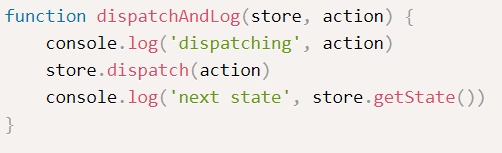 function dispatchAndLog(store, action) {
    console.log('dispatching', action)
    store.dispatch(action)
    console.log('next state', store.getState())
}